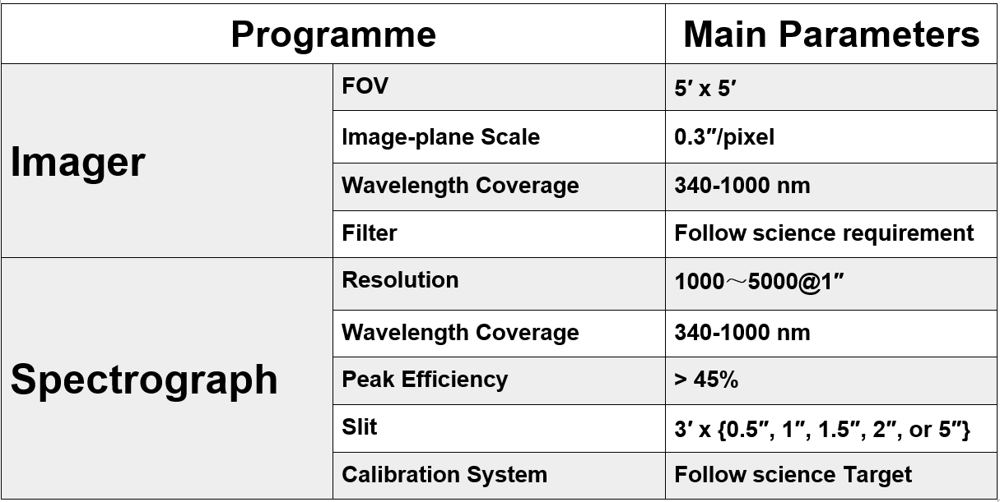 Programme
Main Parameters
Imager
FOV
5′ x 5′
Image-plane Scale
0.3″/pixel
Wavelength Coverage
340-1000 nm
Filter
Follow science requirement
Spectrograph
Resolution
1000～5000@1″
Wavelength Coverage
340-1000 nm
Peak Efficiency
> 45%
Slit
3′ x {0.5″, 1″, 1.5″, 2″, or 5″}
Calibration System
Follow science Target